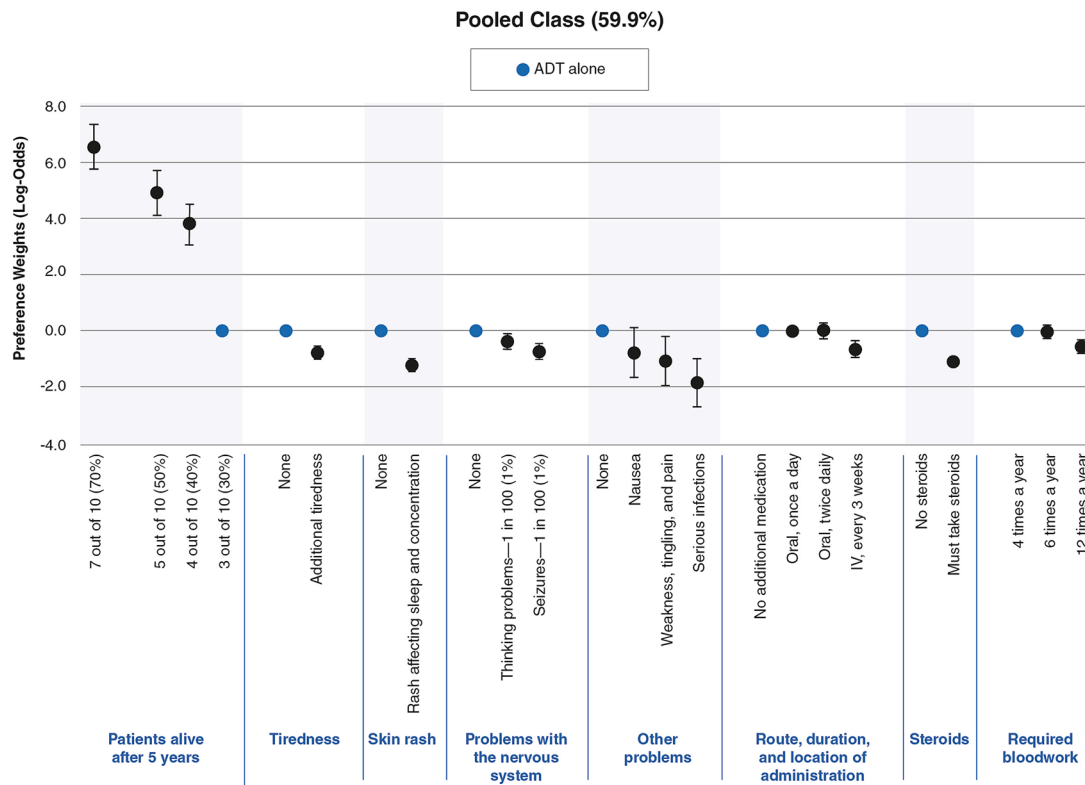 Pooled Class (59.9%)
ADT alone
Preference Weights (Log-Odds)
8.0
6.0
4.0
2.0
0.0
-2.0
-4.0
7 out of 10 (70%)
5 out of 10 (50%)
4 out of 10 (40%)
3 out of 10 (30%)
None
Additional tiredness
None
Rash affecting sleep and concentration
None
Thinking problems—1 in 100 (1%)
Seizures—1 in 100 (1%)
None
Nausea
Weakness, tingling, and pain
Serious infections
No additional medication
Oral, once a day
Oral, twice daily
IV, every 3 weeks
No steroids
Must take steroids
4 times a year
6 times a year
12 times a year
Patients alive
after 5 years
Tiredness
Skin rash
Problems with
the nervous
system
Other
problems
Route, duration,
and location of
administration
Steroids
Required
bloodwork